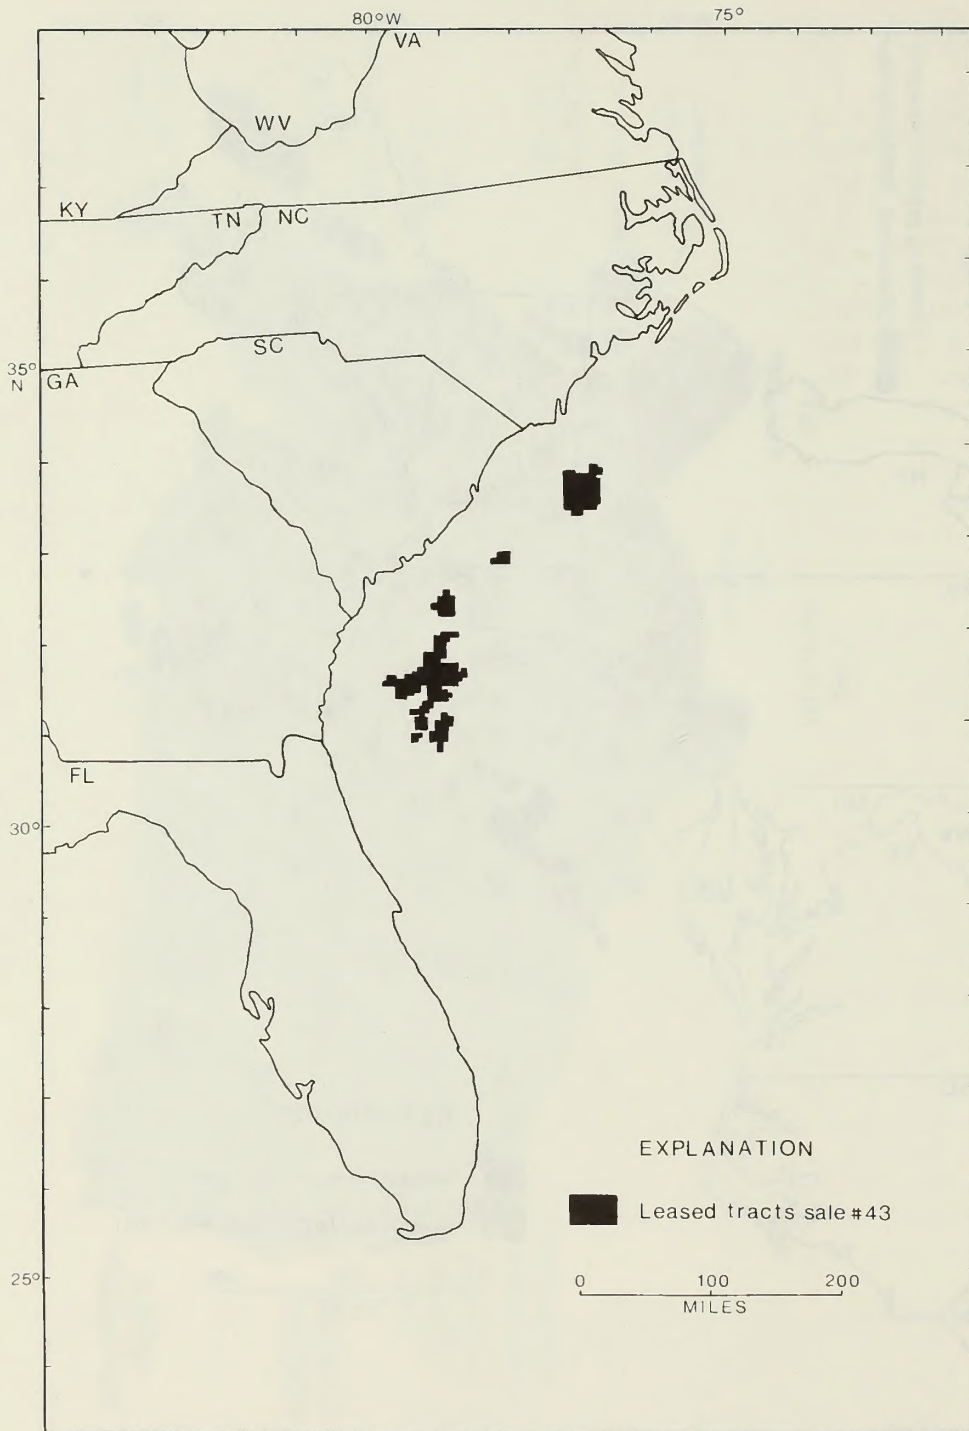 80°W
75°
VA
WV
KY
TN
NC
SC
35°
N
GA
FL
30°
25°
EXPLANATION
Leased tracts sale #43
0 100 200
MILES